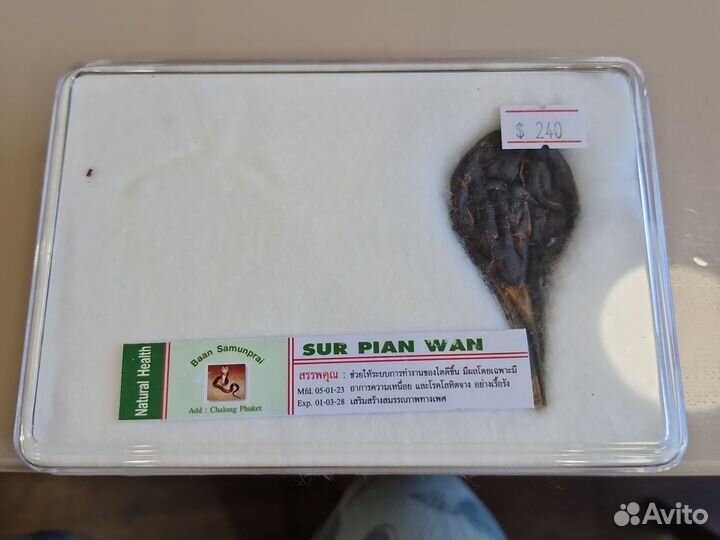 $ 240
Natural Health
Baan Samunprai
Add : Chalong Phuket
SUR PIAN WAN
สรรพคุณ : ช่วยให้ระบบการทำงานของไตดีขึ้น มีผลโดยเฉพาะมี
Mfd. 05-01-23 อาการความเหนื่อย และโรคโลหิตจาง อย่างเรื้อรัง
Exp. 01-03-28 เสริมสร้างสมรรถภาพทางเพศ
Avito